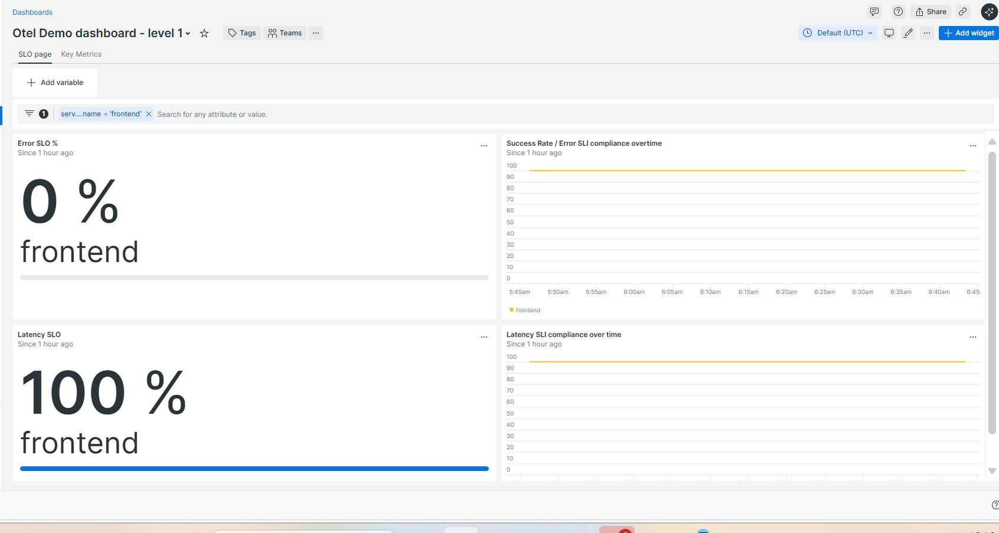 Dashboards
Share
Otel Demo dashboard - level 1
Tags
Teams
Default (UTC)
Add widget
SLO page
Key Metrics
Add variable
1
serv....name = 'frontend'
Search for any attribute or value.
Error SLO %
Since 1 hour ago
0 %
frontend
Success Rate / Error SLI compliance overtime
Since 1 hour ago
100
90
80
70
60
50
40
30
20
10
0
5:45am 5:50am 5:55am 6:00am 6:05am 6:10am 6:15am 6:20am 6:25am 6:30am 6:35am 6:40am 6:45
frontend
Latency SLO
Since 1 hour ago
100 %
frontend
Latency SLI compliance over time
Since 1 hour ago
100
90
80
70
60
50
40
30
20
10
0